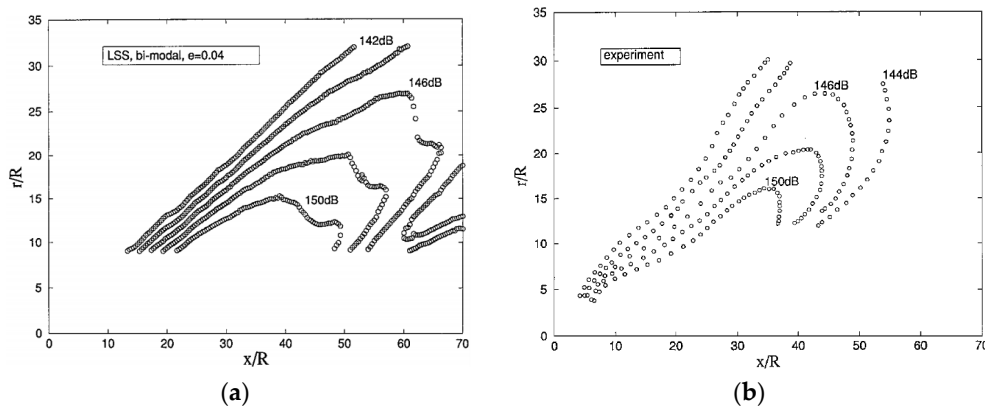 35
30
25
20
15
10
5
0
r/R
LSS, bi-modal, e=0.04
142dB
146dB
150dB
0 10 20 30 40 50 60 70
x/R
(a)
35
30
25
20
15
10
5
0
r/R
experiment
146dB
144dB
150dB
0 10 20 30 40 50 60 70
x/R
(b)